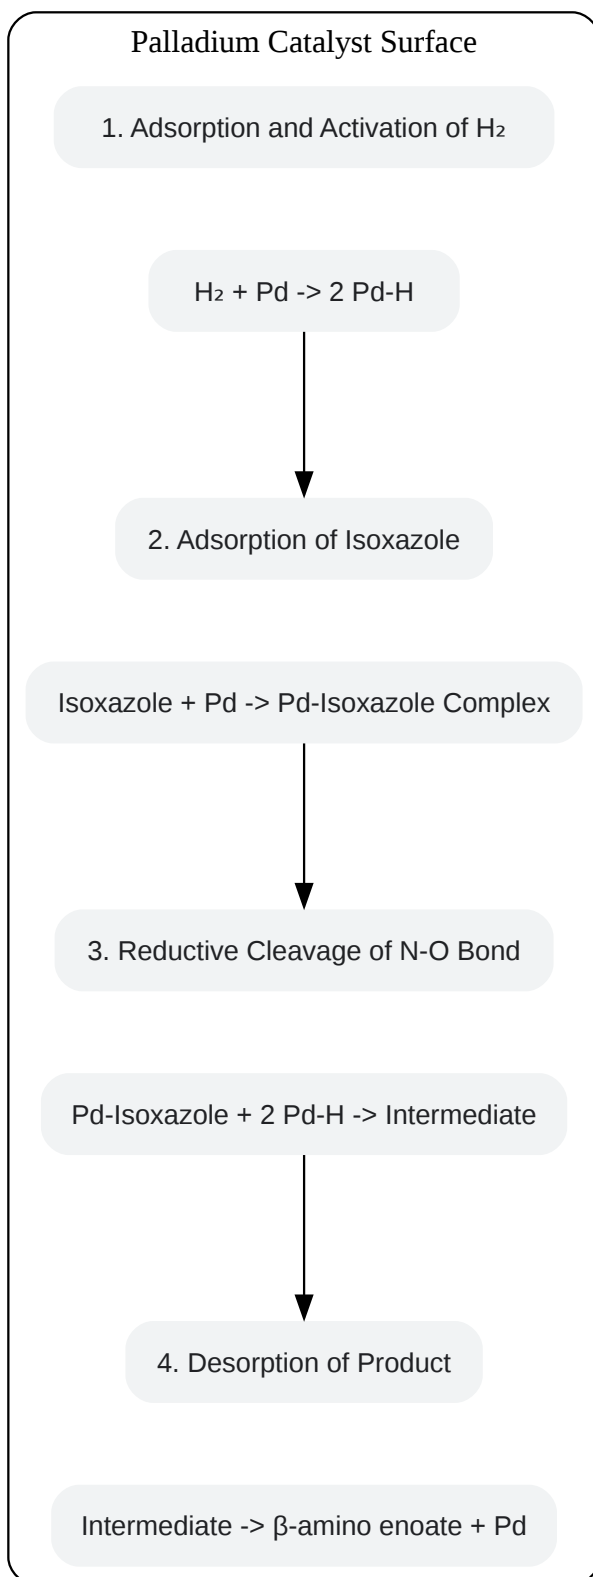 Palladium Catalyst Surface
1. Adsorption and Activation of H₂
H₂ + Pd -> 2 Pd-H
2. Adsorption of Isoxazole
Isoxazole + Pd -> Pd-Isoxazole Complex
3. Reductive Cleavage of N-O Bond
Pd-Isoxazole + 2 Pd-H -> Intermediate
4. Desorption of Product
Intermediate -> β-amino enoate + Pd